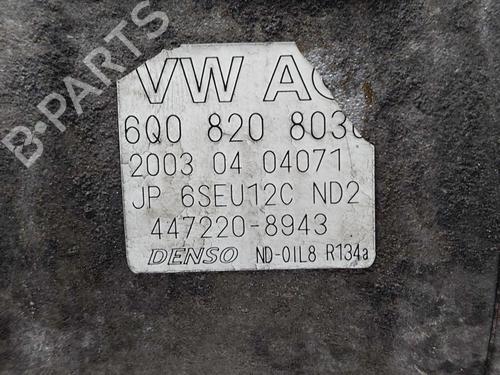 B-PARTS
VW AG
6Q0 820 803
2003 04 04071
JP 6SEU12C ND2
447220-8943
DENSO ND-OIL8 R134a